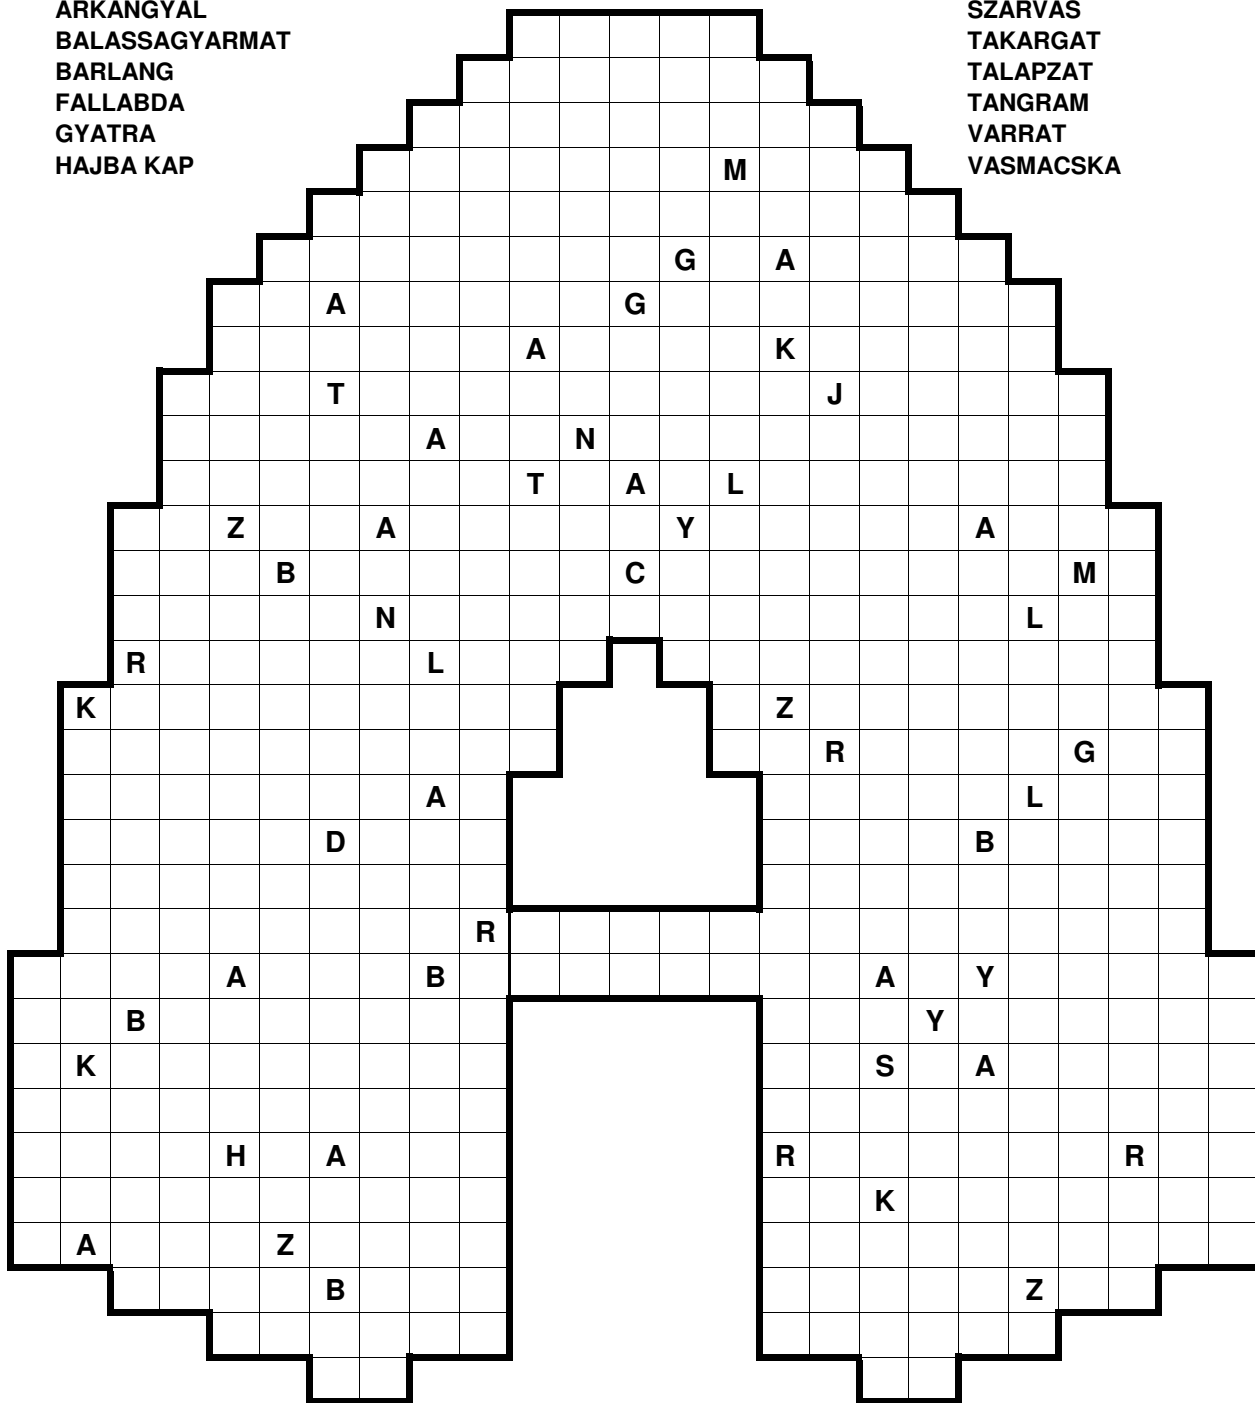 ARKANGYAL
BALASSAGYARMAT
BARLANG
FALLABDA
GYATRA
HAJBA KAP
SZARVAS
TAKARGAT
TALAPZAT
TANGRAM
VARRAT
VASMACSKA
M
G A
A G
A K
T J
A N
T A L
Z A Y A
B C M
N L
R L
K Z
R G
A L
D B
R
A B A Y
B Y
K S A
H A R R
K
A Z
B Z